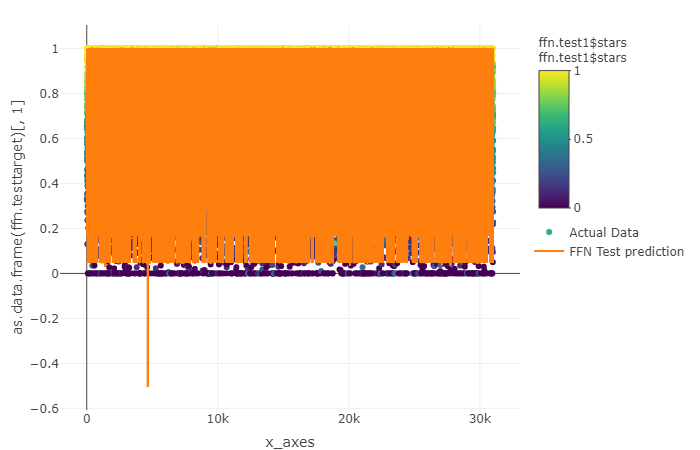 as.data.frame(ffn.testtarget)[, 1]
1
0.8
0.6
0.4
0.2
0
−0.2
−0.4
−0.6
0
10k
20k
30k
x_axes
ffn.test1$stars
ffn.test1$stars
1
0.5
0
Actual Data
FFN Test prediction